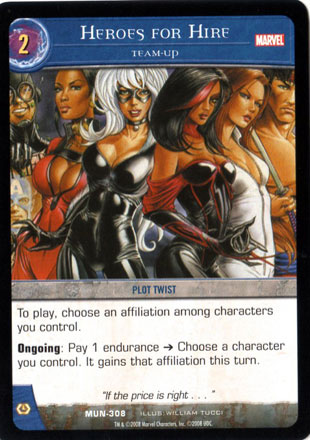 2
HEROES FOR HIRE
MARVEL
TEAM-UP
PLOT TWIST
To play, choose an affiliation among characters
you control.
Ongoing: Pay 1 endurance ➔ Choose a character
you control. It gains that affiliation this turn.
"If the price is right . . ."
MUN-308 ILLUS: WILLIAM TUCCI
TM & ©2008 Marvel Characters, Inc. ©2008 UDC.